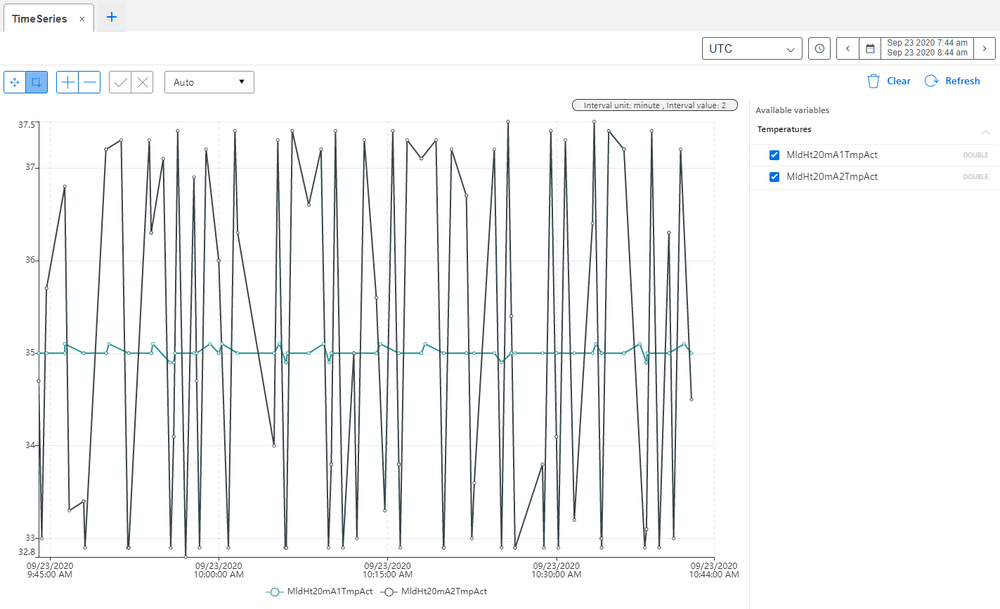 TimeSeries ×
UTC
Sep 23 2020 7:44 am
Sep 23 2020 8:44 am
Auto
Clear
Refresh
Interval unit: minute , Interval value: 2
Available variables
Temperatures
MldHt20mA1TmpAct DOUBLE
MldHt20mA2TmpAct DOUBLE
37.5
37
36
35
34
33
32.8
09/23/2020 09/23/2020 09/23/2020 09/23/2020 09/23/2020
9:45:00 AM 10:00:00 AM 10:15:00 AM 10:30:00 AM 10:44:00 AM
MldHt20mA1TmpAct MldHt20mA2TmpAct